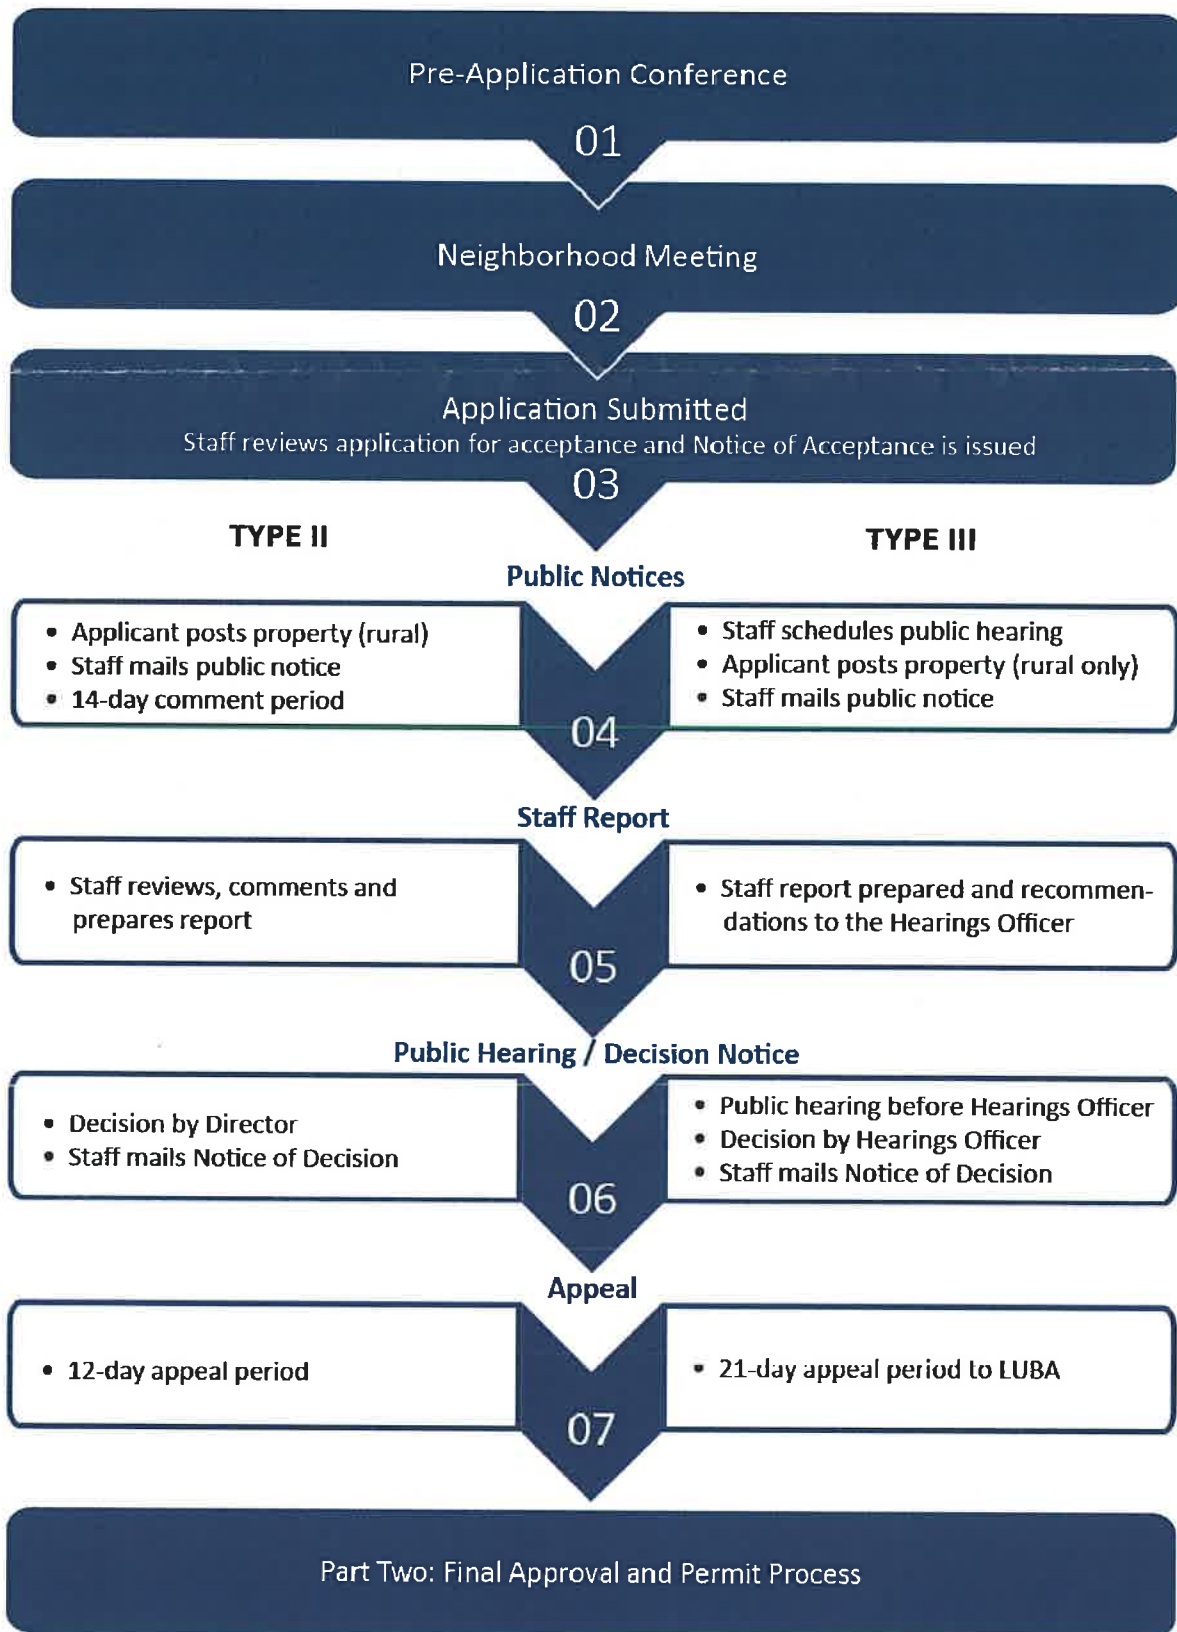 Pre-Application Conference
01
Neighborhood Meeting
02
Application Submitted
Staff reviews application for acceptance and Notice of Acceptance is issued
03
TYPE II
TYPE III
Public Notices
• Applicant posts property (rural)
• Staff mails public notice
• 14-day comment period
04
• Staff schedules public hearing
• Applicant posts property (rural only)
• Staff mails public notice
Staff Report
• Staff reviews, comments and
prepares report
05
• Staff report prepared and recommen-
dations to the Hearings Officer
Public Hearing / Decision Notice
• Decision by Director
• Staff mails Notice of Decision
06
• Public hearing before Hearings Officer
• Decision by Hearings Officer
• Staff mails Notice of Decision
Appeal
• 12-day appeal period
07
• 21-day appeal period to LUBA
Part Two: Final Approval and Permit Process